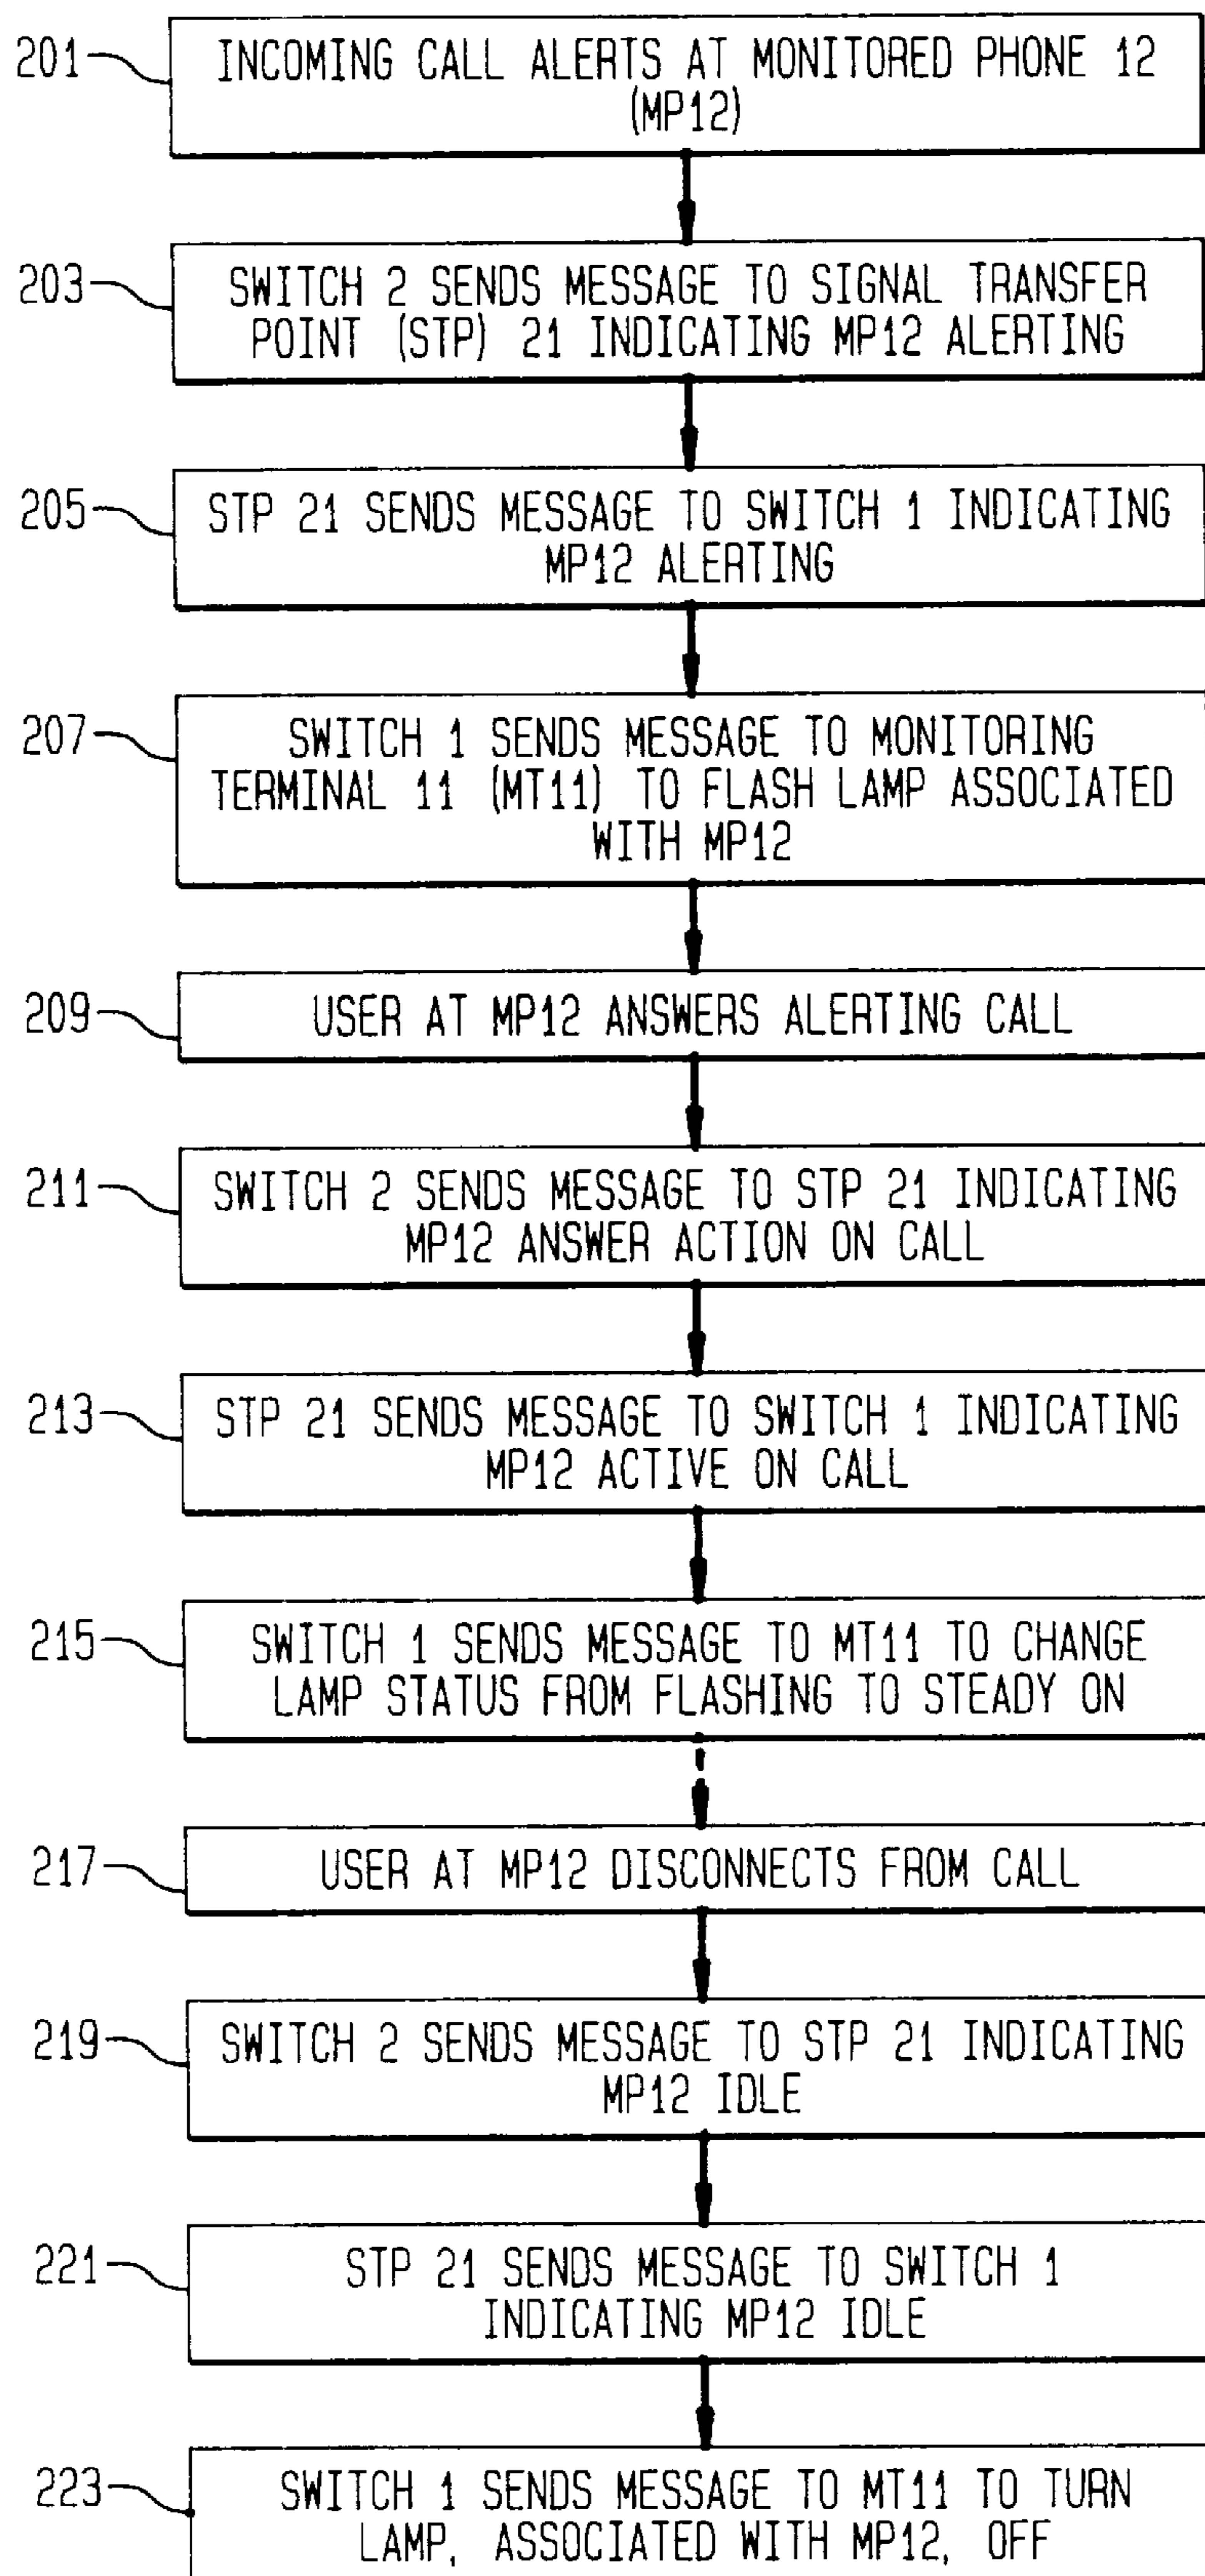 201
INCOMING CALL ALERTS AT MONITORED PHONE 12
(MP12)
203
SWITCH 2 SENDS MESSAGE TO SIGNAL TRANSFER
POINT (STP) 21 INDICATING MP12 ALERTING
205
STP 21 SENDS MESSAGE TO SWITCH 1 INDICATING
MP12 ALERTING
207
SWITCH 1 SENDS MESSAGE TO MONITORING
TERMINAL 11 (MT11) TO FLASH LAMP ASSOCIATED
WITH MP12
209
USER AT MP12 ANSWERS ALERTING CALL
211
SWITCH 2 SENDS MESSAGE TO STP 21 INDICATING
MP12 ANSWER ACTION ON CALL
213
STP 21 SENDS MESSAGE TO SWITCH 1 INDICATING
MP12 ACTIVE ON CALL
215
SWITCH 1 SENDS MESSAGE TO MT11 TO CHANGE
LAMP STATUS FROM FLASHING TO STEADY ON
217
USER AT MP12 DISCONNECTS FROM CALL
219
SWITCH 2 SENDS MESSAGE TO STP 21 INDICATING
MP12 IDLE
221
STP 21 SENDS MESSAGE TO SWITCH 1
INDICATING MP12 IDLE
223
SWITCH 1 SENDS MESSAGE TO MT11 TO TURN
LAMP, ASSOCIATED WITH MP12, OFF